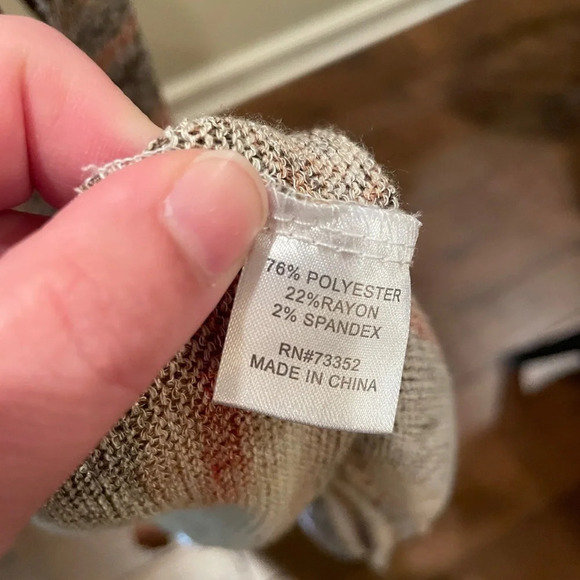 76% POLYESTER
22%RAYON
2% SPANDEX
RN#73352
MADE IN CHINA